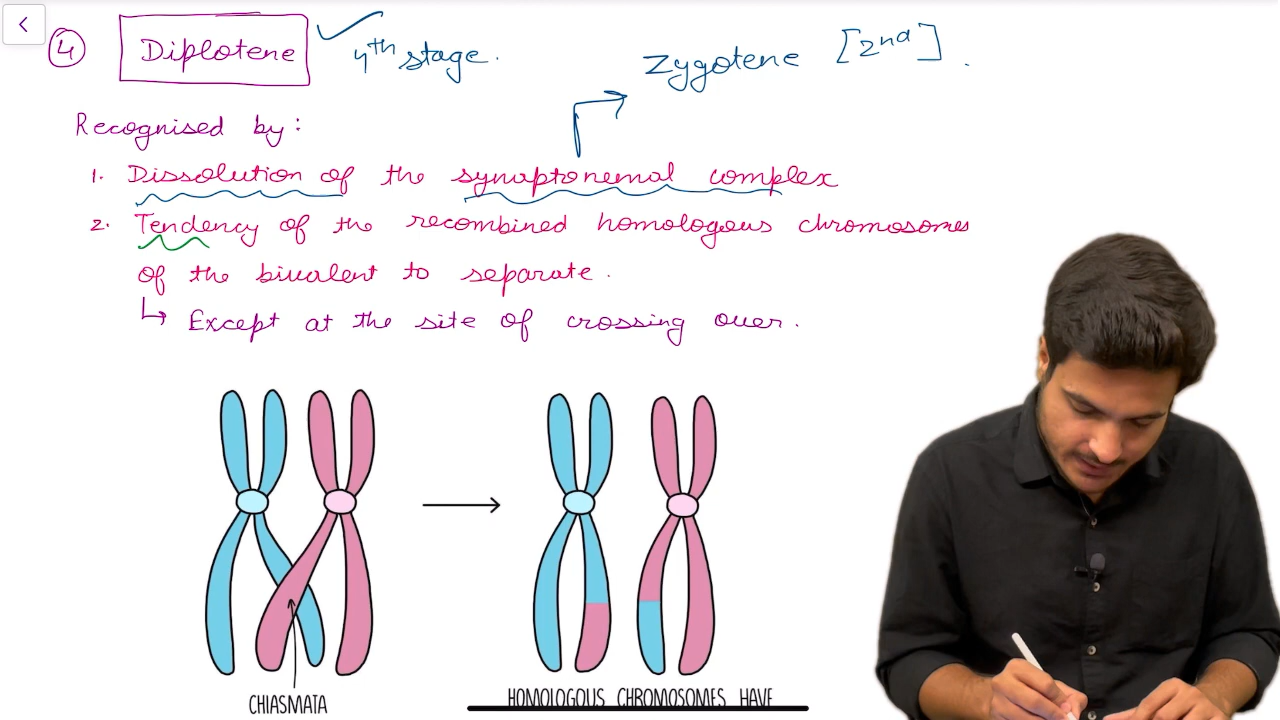 4 Diplotene 4th stage. Zygotene [2nd].
Recognised by:
1. Dissolution of the synaptonemal complex
2. Tendency of the recombined homologous chromosomes
of the bivalent to separate.
↳ Except at the site of crossing over.
CHIASMATA
HOMOLOGOUS CHROMOSOMES HAVE